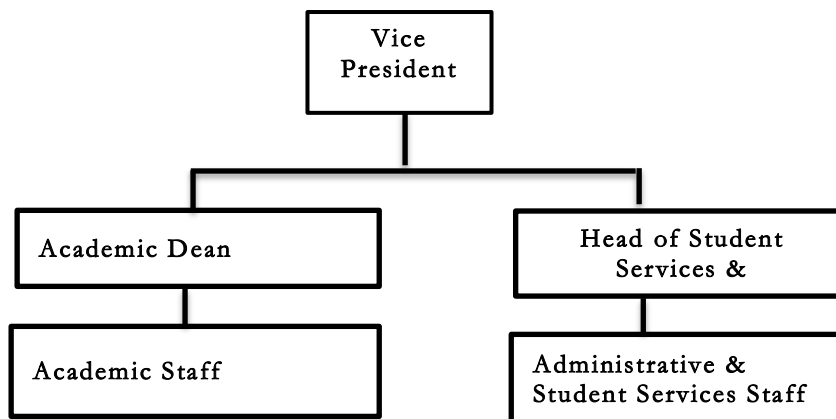 Vice
President
Academic Dean
Head of Student
Services &
Academic Staff
Administrative &
Student Services Staff